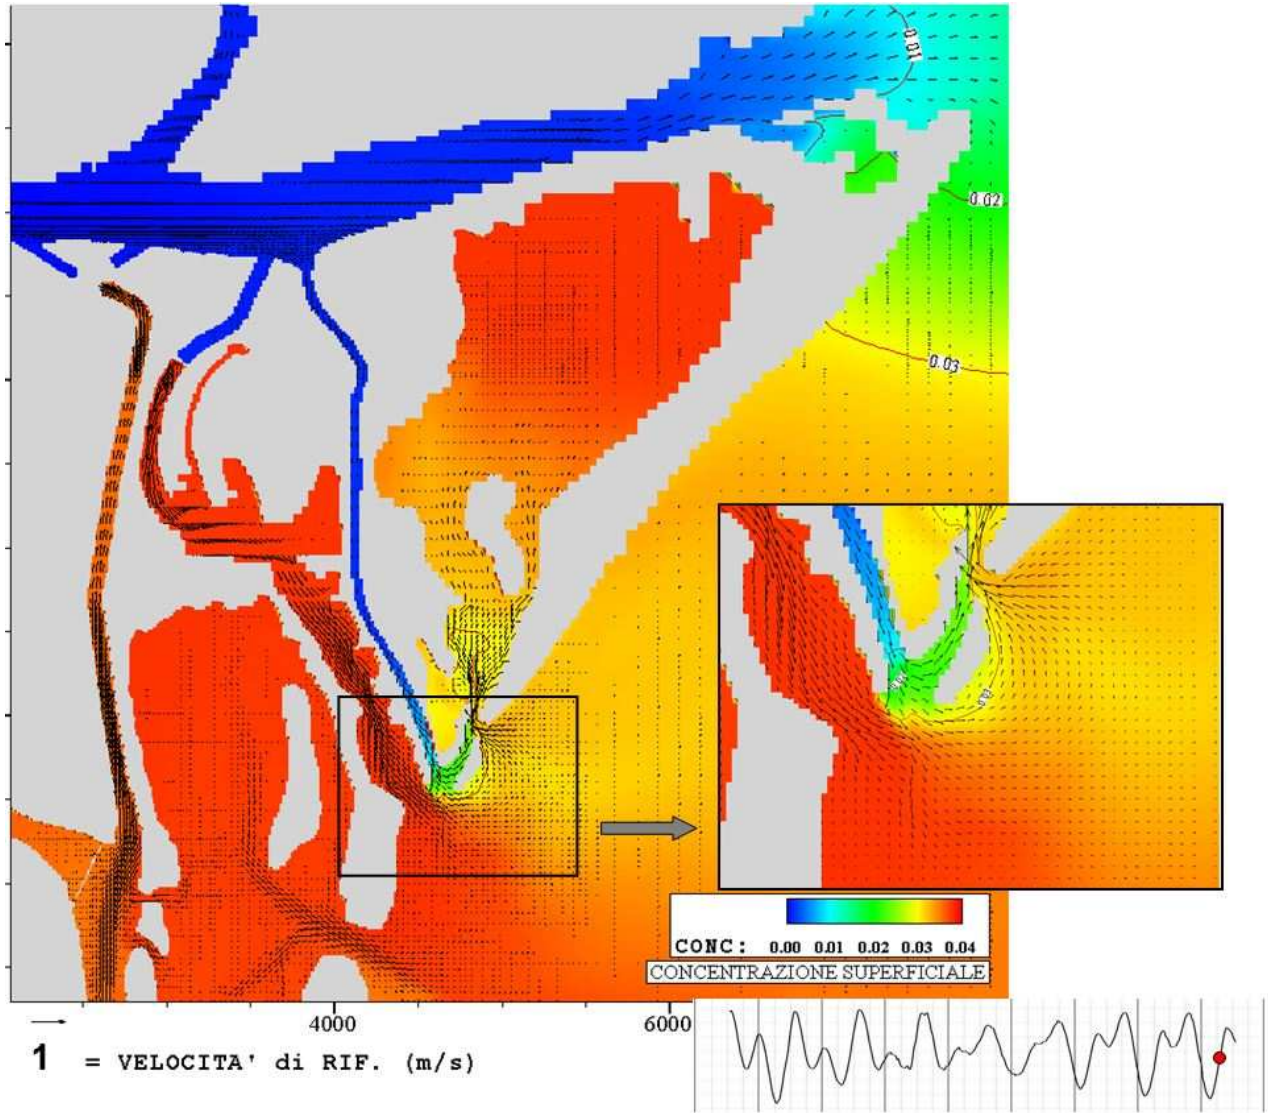 0.01
0.02
0.03
CONC: 0.00 0.01 0.02 0.03 0.04
CONCENTRAZIONE SUPERFICIALE
4000 6000
1 = VELOCITA' di RIF. (m/s)